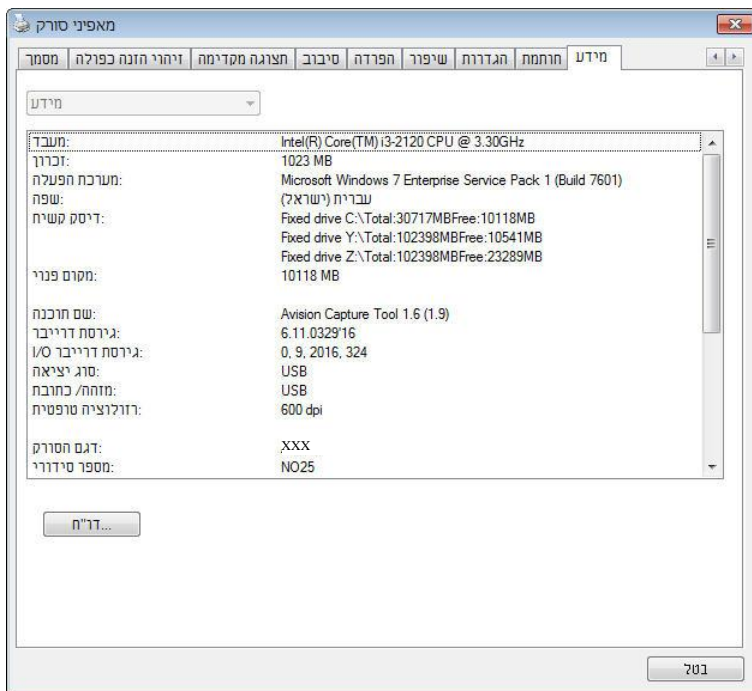 מאפיני סורק
מסמך זיהוי הזנה כפולה תצוגה מקדימה סיבוב הפרדה שיפור הגדרות חותמת מידע
מידע
מעבד: Intel(R) Core(TM) i3-2120 CPU @ 3.30GHz
זכרון: 1023 MB
מערכת הפעלה: Microsoft Windows 7 Enterprise Service Pack 1 (Build 7601)
שפה: עברית (ישראל)
דיסק קשיח: Fixed drive C:\Total:30717MBFree:10118MB
Fixed drive Y:\Total:102398MBFree:10541MB
Fixed drive Z:\Total:102398MBFree:23289MB
מקום פנוי: 10118 MB
שם תוכנה: Avision Capture Tool 1.6 (1.9)
גירסת דרייבר: 6.11.0329'16
גירסת דרייבר I/O: 0, 9, 2016, 324
סוג יציאה: USB
מזהה/ כתובת: USB
רזולוציה טופטית: 600 dpi
דגם הסורק: XXX
מספר סידורי: NO25
דו"ח...
בטל